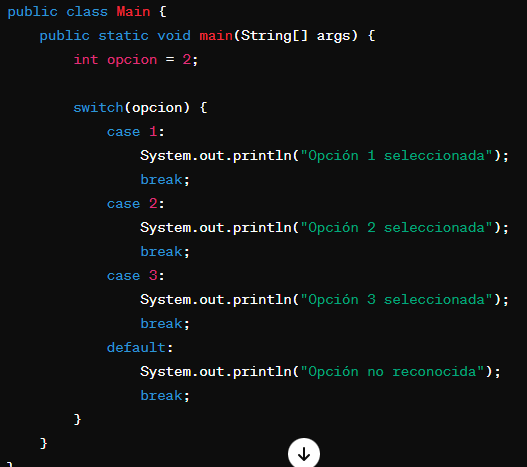 public class Main {
    public static void main(String[] args) {
        int opcion = 2;

        switch(opcion) {
            case 1:
                System.out.println("Opción 1 seleccionada");
                break;
            case 2:
                System.out.println("Opción 2 seleccionada");
                break;
            case 3:
                System.out.println("Opción 3 seleccionada");
                break;
            default:
                System.out.println("Opción no reconocida");
                break;
        }
    }
}